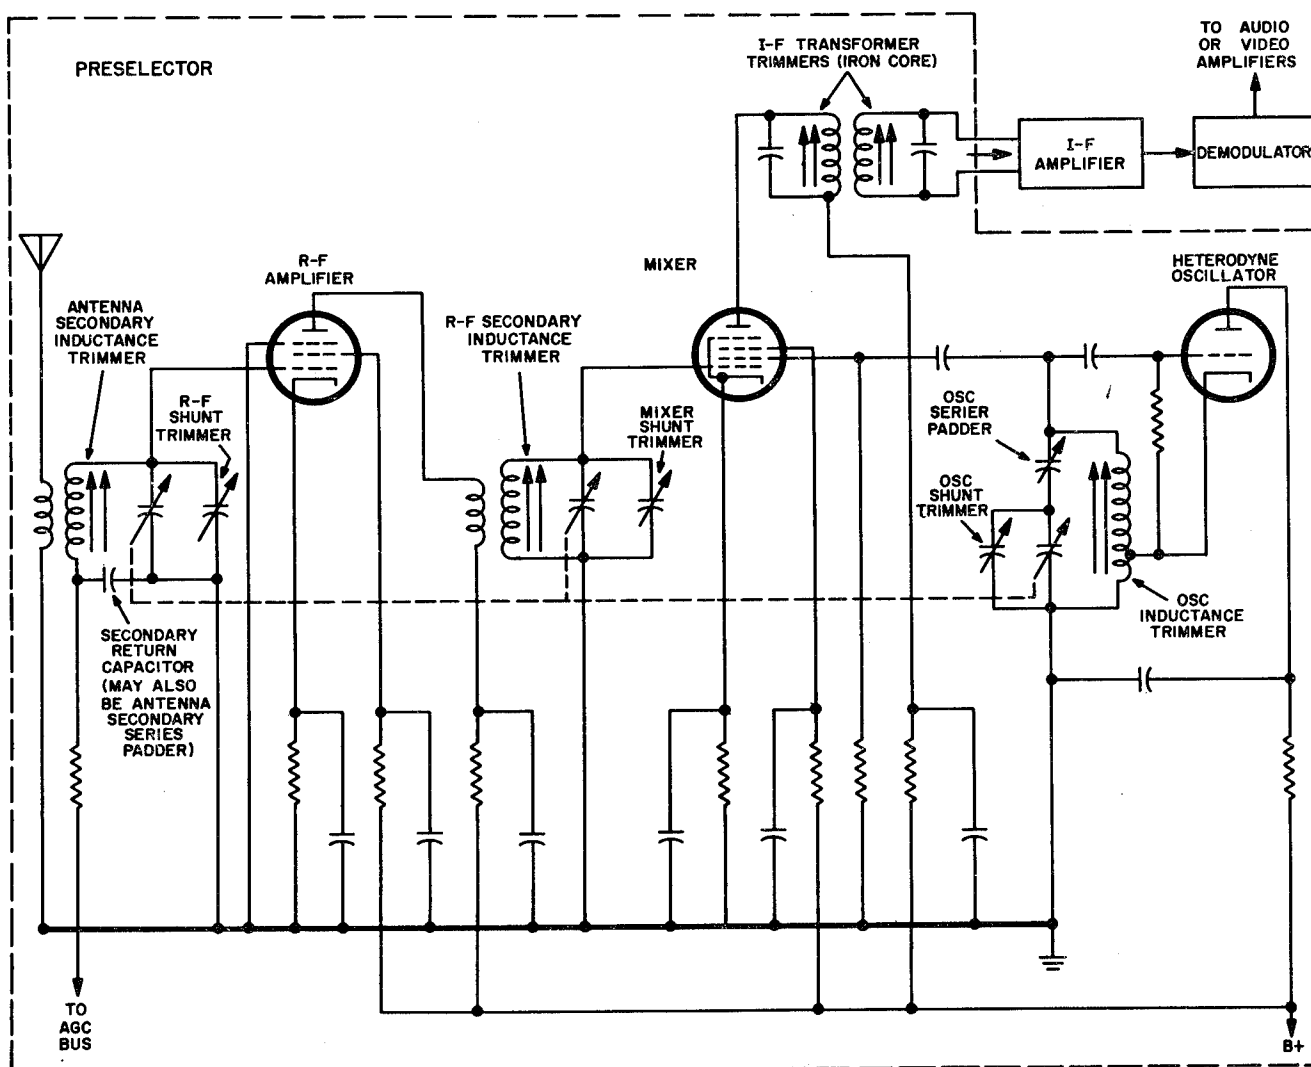 PRESELECTOR
I-F TRANSFORMER
TRIMMERS (IRON CORE)
TO AUDIO
OR VIDEO
AMPLIFIERS
I-F
AMPLIFIER
DEMODULATOR
R-F
AMPLIFIER
MIXER
HETERODYNE
OSCILLATOR
ANTENNA
SECONDARY
INDUCTANCE
TRIMMER
R-F
SHUNT
TRIMMER
R-F SECONDARY
INDUCTANCE
TRIMMER
MIXER
SHUNT
TRIMMER
OSC
SERIER
PADDER
OSC
SHUNT
TRIMMER
OSC
INDUCTANCE
TRIMMER
SECONDARY
RETURN
CAPACITOR
(MAY ALSO
BE ANTENNA
SECONDARY
SERIES
PADDER)
TO
AGC
BUS
B+